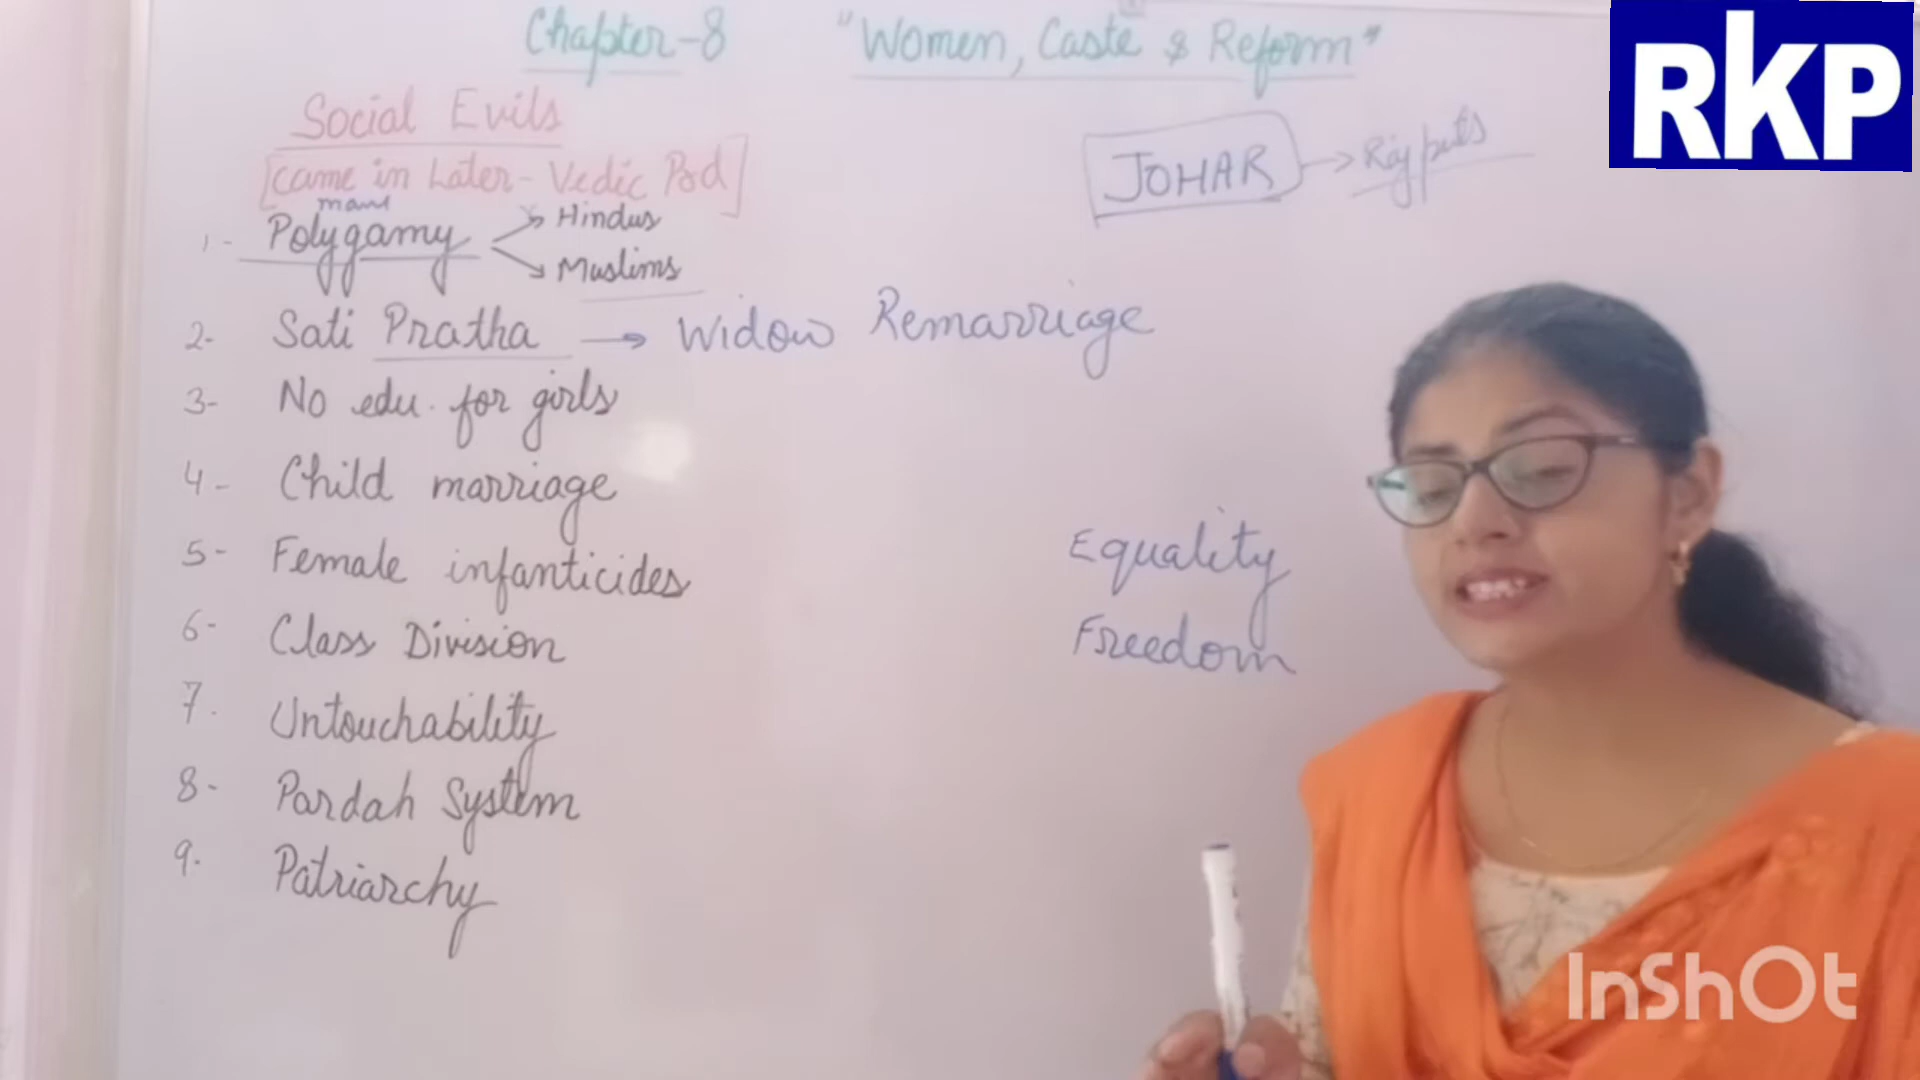 Chapter-8 "Women, Caste & Reform"
RKP
Social Evils
[came in Later-Vedic Pod]
JOHAR → Rajputs
many
1- Polygamy → Hindus
→ Muslims
2- Sati Pratha → Widow Remarriage
3- No edu. for girls
4- Child marriage
5- Female infanticides
6- Class Division
7. Untouchability
8- Pardah System
9. Patriarchy
Equality
Freedom
InShOt